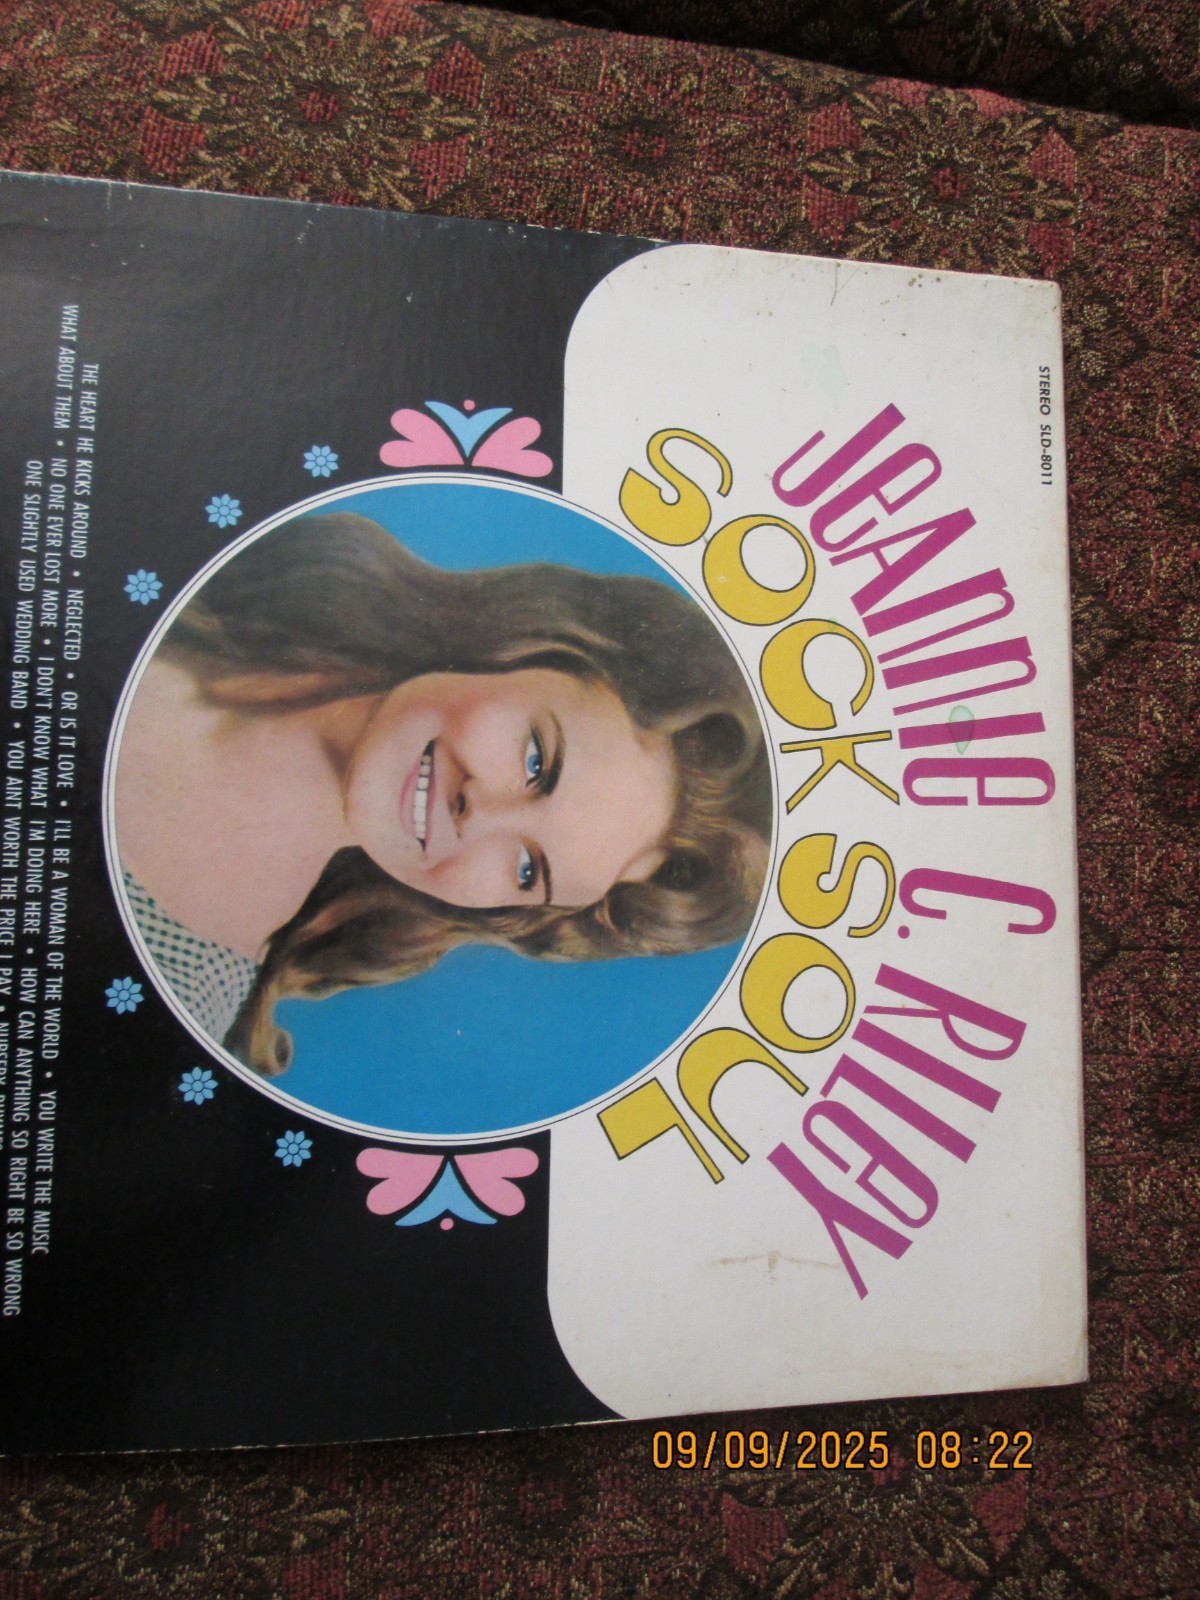 STEREO SLD-8011
JEANNIE C. RILEY
SOCK SOUL
THE HEART HE KICKS AROUND • NEGLECTED • OR IS IT LOVE • I'LL BE A WOMAN OF THE WORLD • YOU WRITE THE MUSIC
WHAT ABOUT THEM • NO ONE EVER LOST MORE • I DON'T KNOW WHAT I'M DOING HERE • HOW CAN ANYTHING SO RIGHT BE SO WRONG
ONE SLIGHTLY USED WEDDING BAND • YOU AINT WORTH THE PRICE I PAY •
09/09/2025 08:22